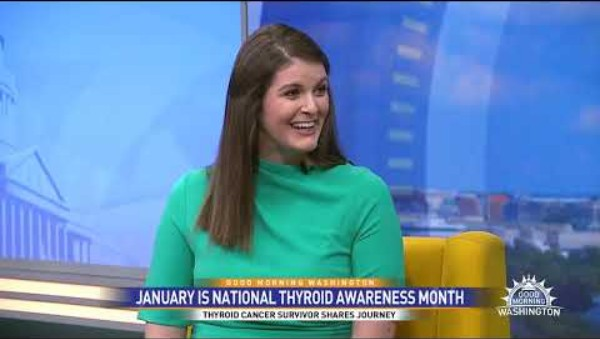 GOOD MORNING WASHINGTON
JANUARY IS NATIONAL THYROID AWARENESS MONTH
THYROID CANCER SURVIVOR SHARES JOURNEY
GOOD MORNING
WASHINGTON